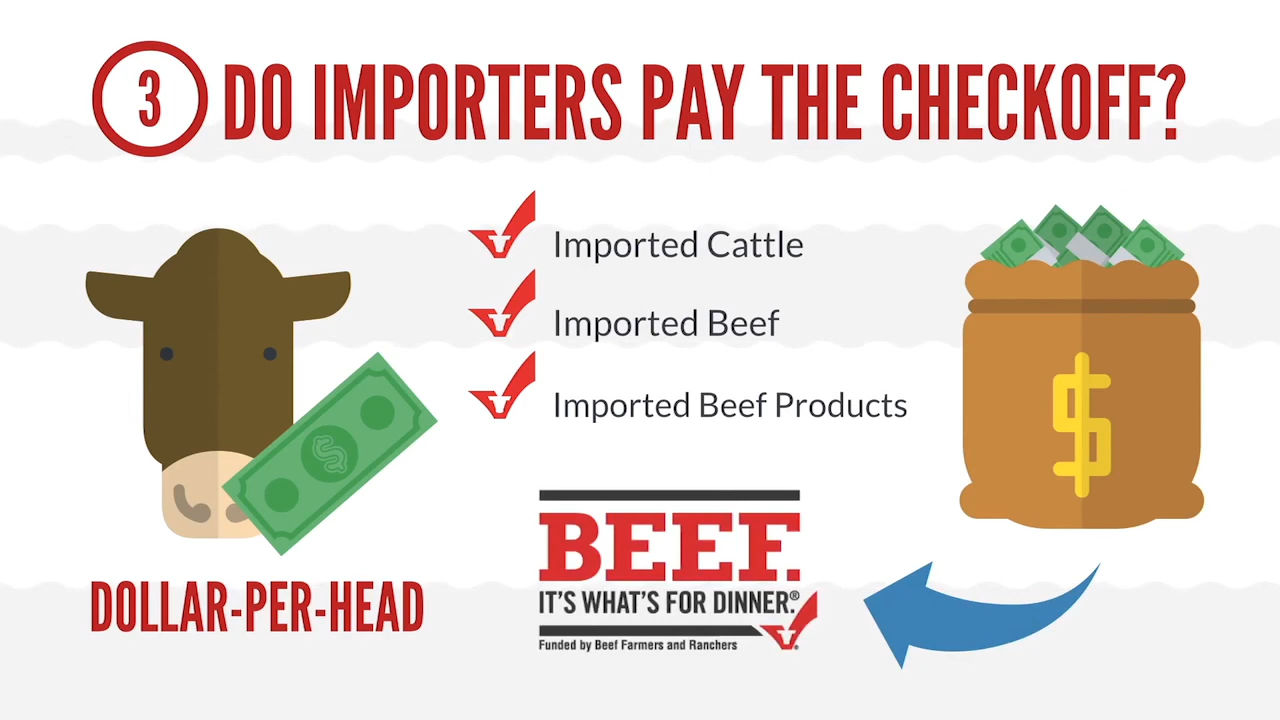 3 DO IMPORTERS PAY THE CHECKOFF?
Imported Cattle
Imported Beef
Imported Beef Products
$
$
DOLLAR-PER-HEAD
BEEF.
IT'S WHAT'S FOR DINNER.®
Funded by Beef Farmers and Ranchers